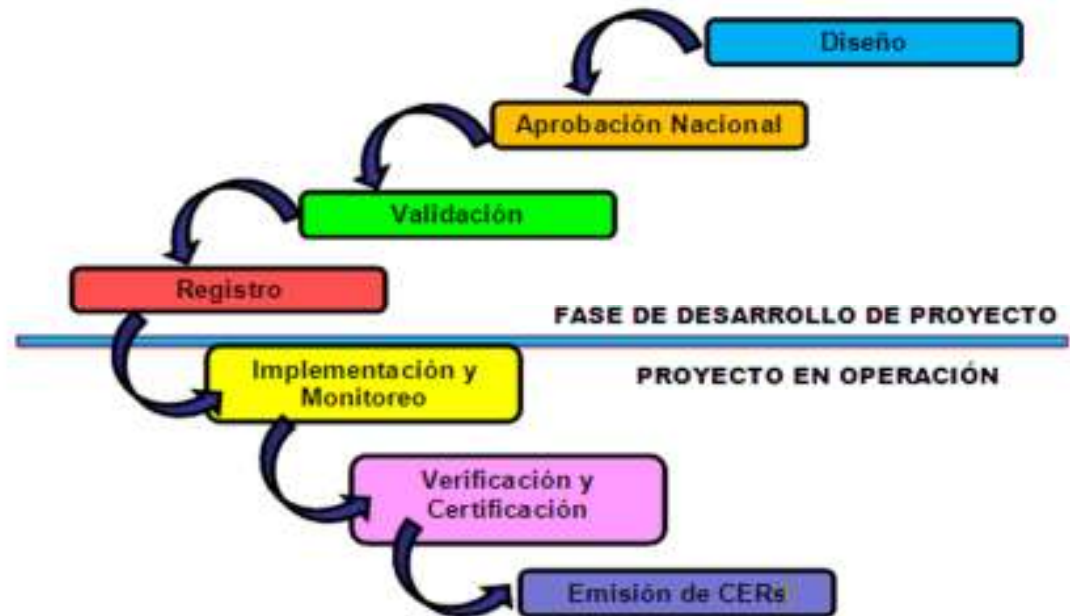 Diseño
Aprobación Nacional
Validación
Registro
FASE DE DESARROLLO DE PROYECTO
PROYECTO EN OPERACIÓN
Implementación y
Monitoreo
Verificación y
Certificación
Emisión de CERs